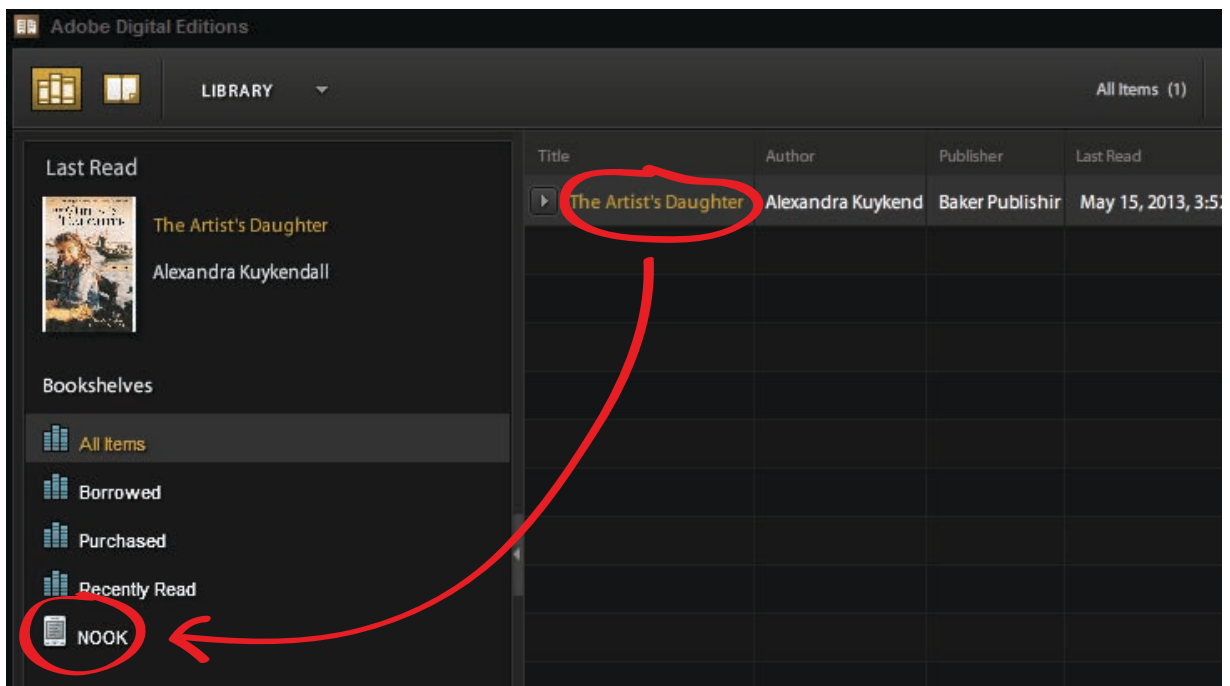 Adobe Digital Editions
LIBRARY
All Items (1)
Last Read
The Artist's Daughter
Alexandra Kuykendall
Title Author Publisher Last Read
The Artist's Daughter Alexandra Kuykend Baker Publishir May 15, 2013, 3:52
Bookshelves
All Items
Borrowed
Purchased
Recently Read
NOOK